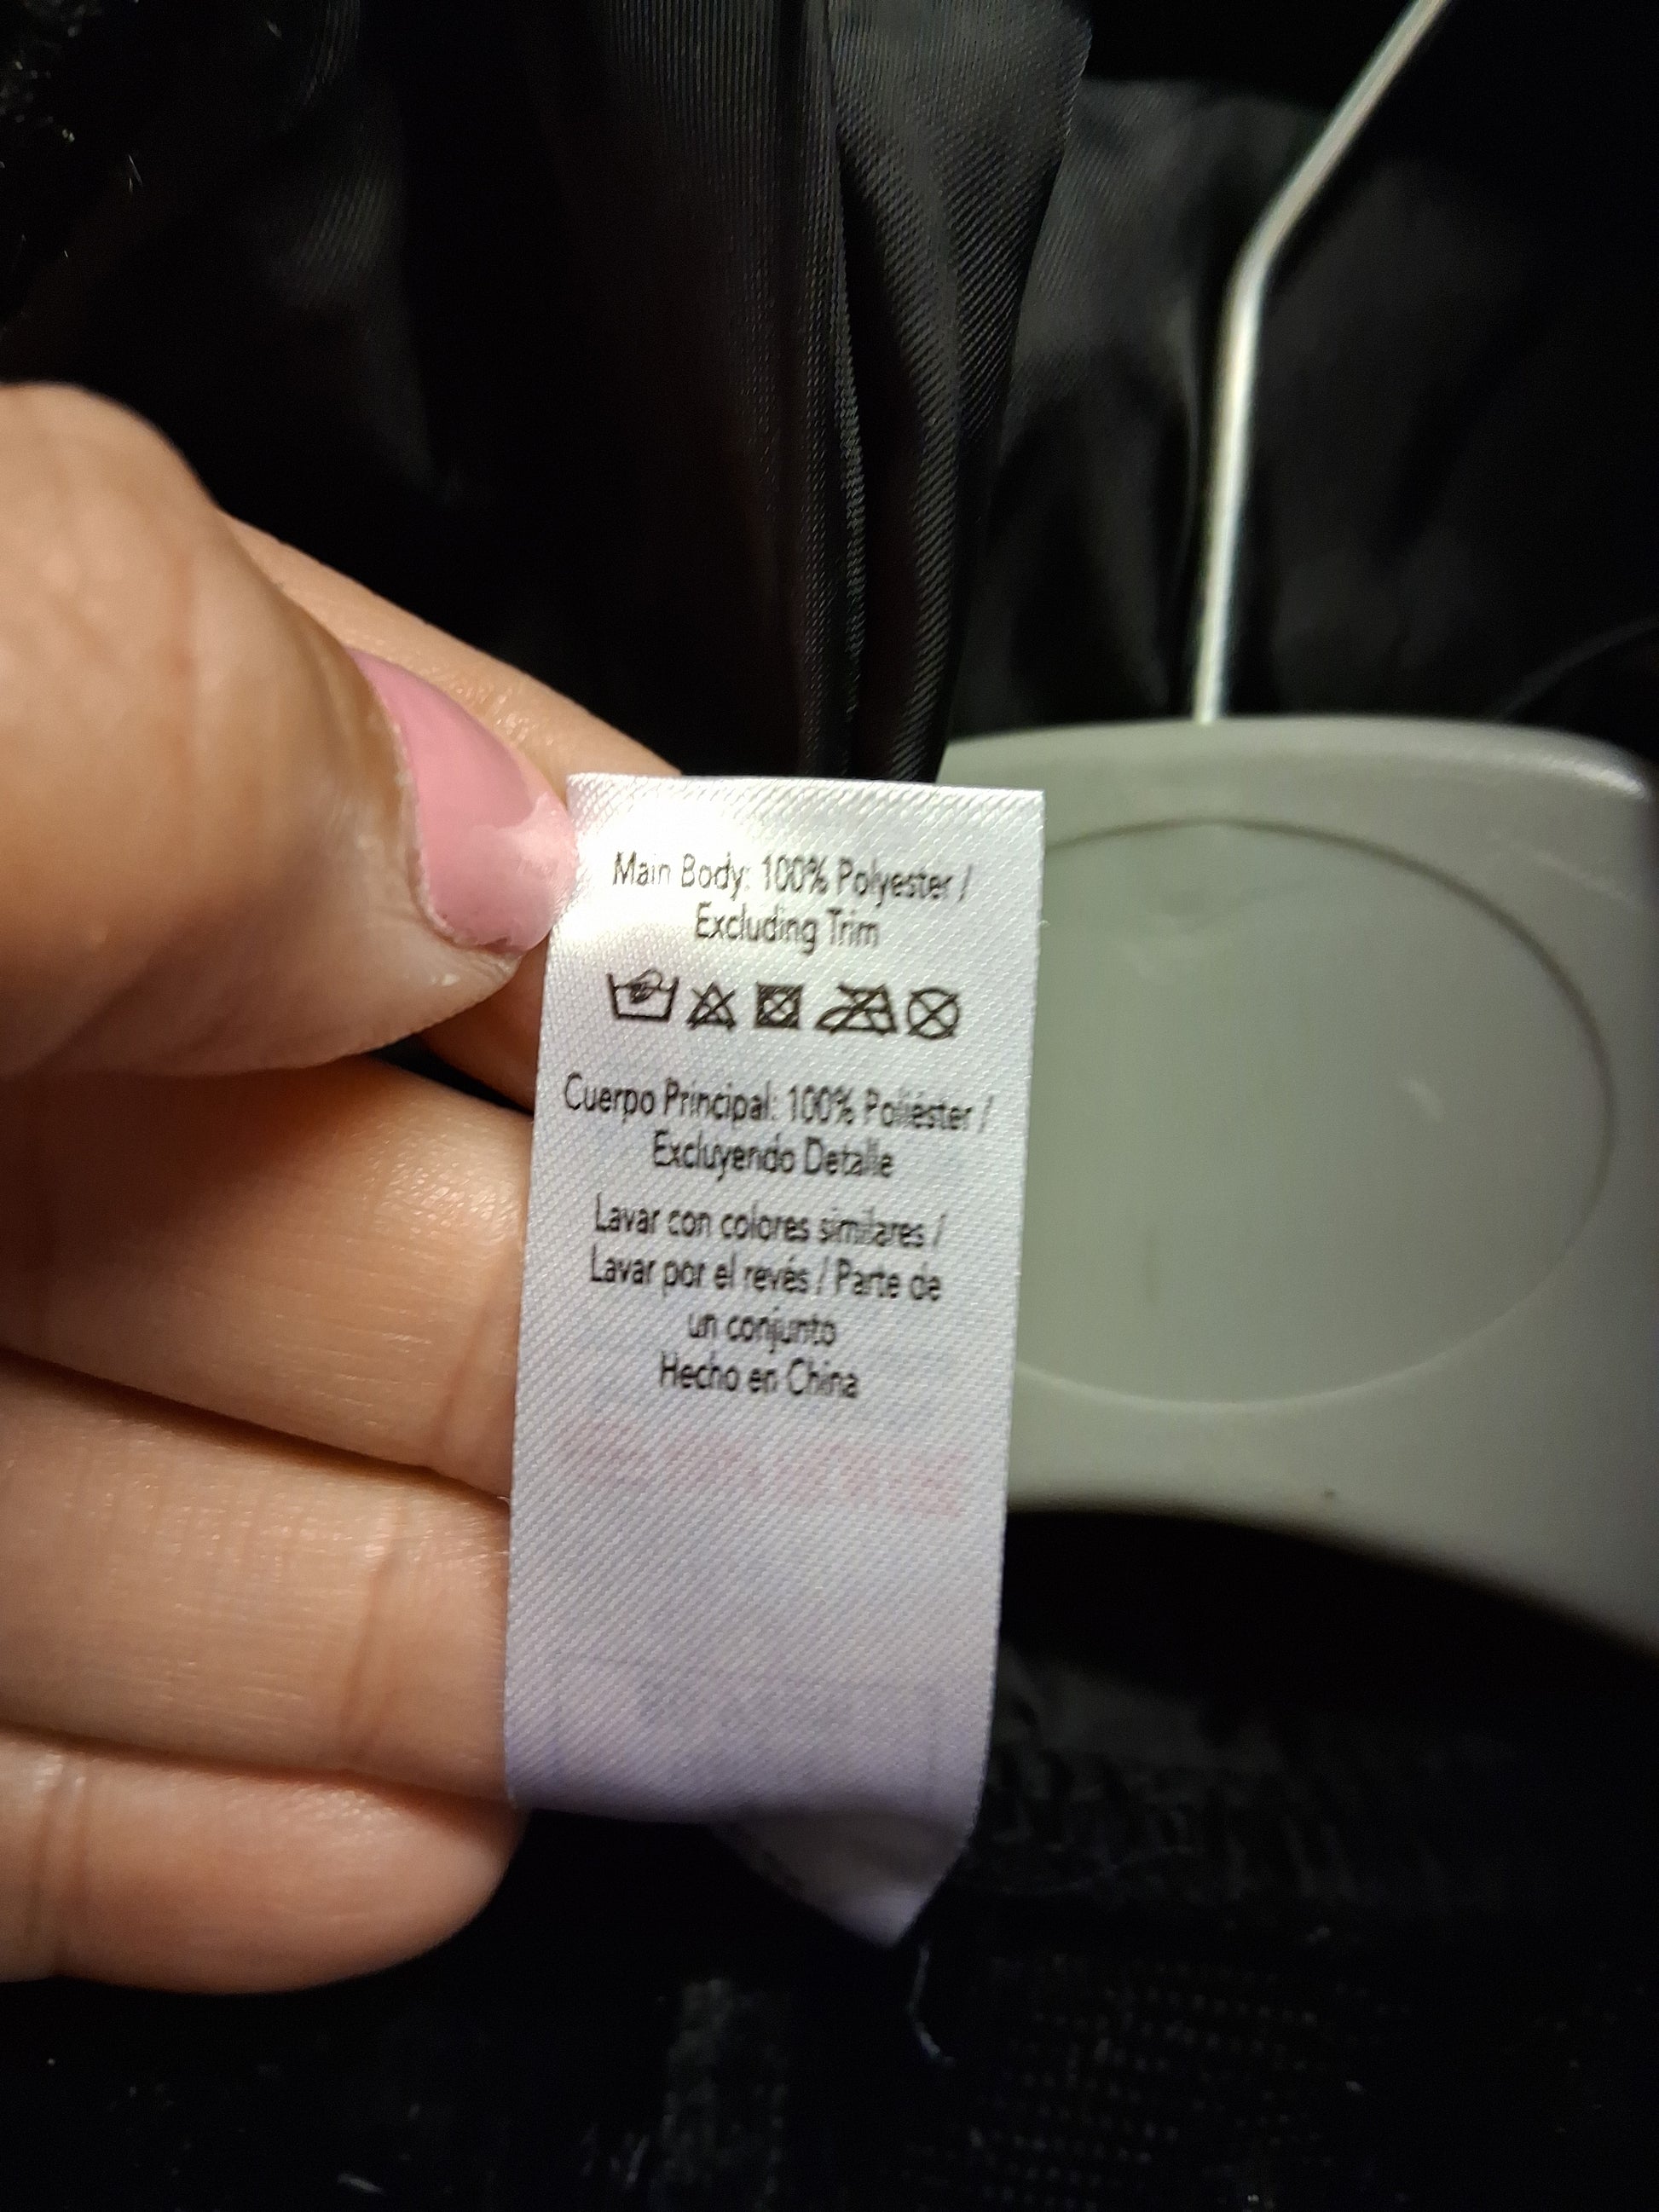 Main Body: 100% Polyester /
Excluding Trim
Cuerpo Principal: 100% Poliéster /
Excluyendo Detalle
Lavar con colores similares /
Lavar por el revés / Parte de
un conjunto
Hecho en China